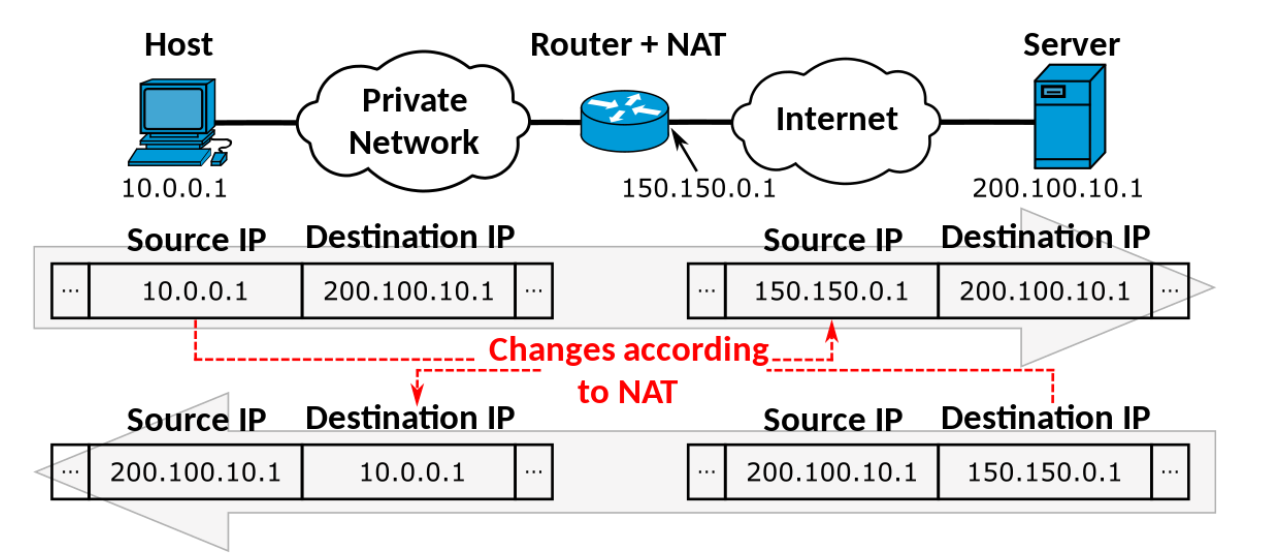 Host
Router + NAT
Server
Private
Network
Internet
10.0.0.1
150.150.0.1
200.100.10.1
Source IP Destination IP
Source IP Destination IP
... 10.0.0.1 200.100.10.1 ...
... 150.150.0.1 200.100.10.1 ...
Changes according
to NAT
Source IP Destination IP
Source IP Destination IP
... 200.100.10.1 10.0.0.1 ...
... 200.100.10.1 150.150.0.1 ...